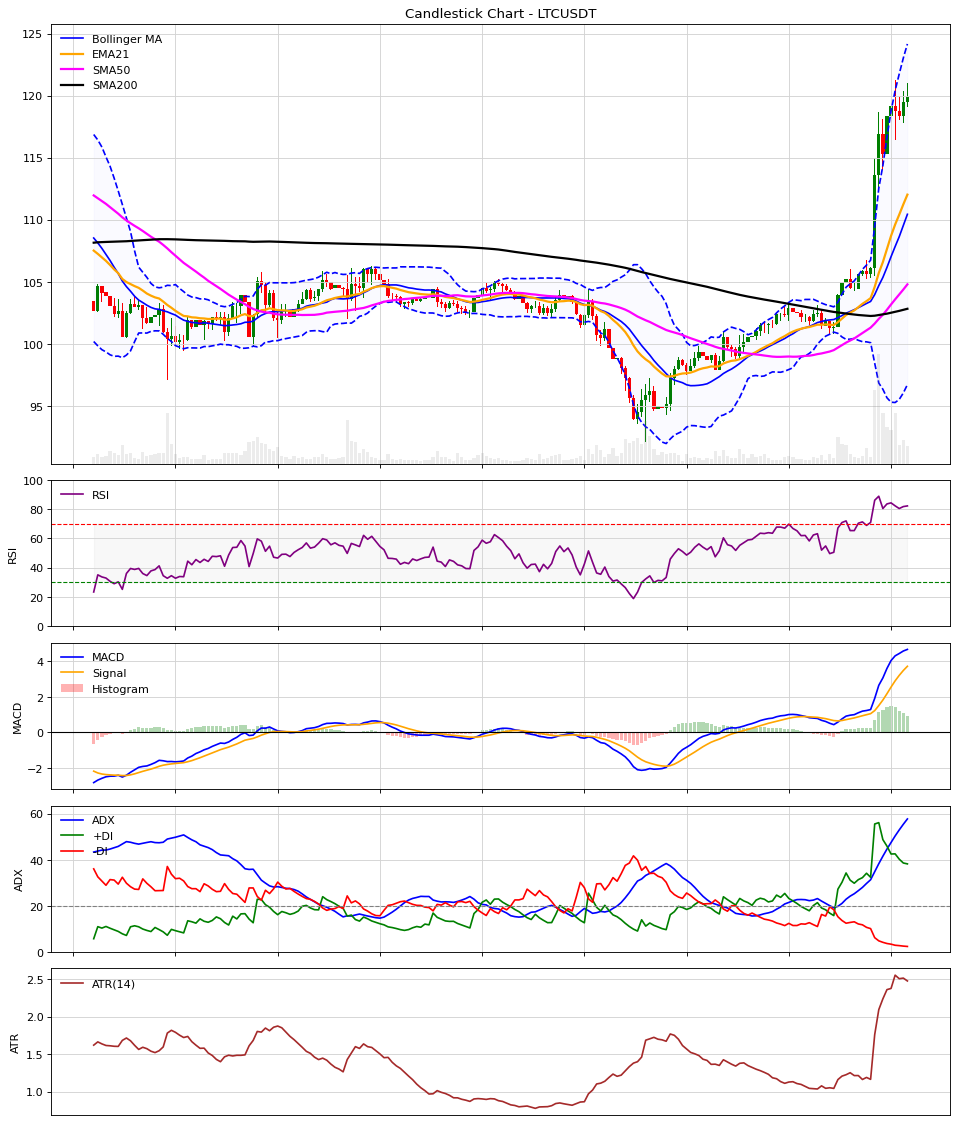 Candlestick Chart - LTCUSDT
125
120
115
110
105
100
95
Bollinger MA
EMA21
SMA50
SMA200
100
80
60
40
20
0
RSI
RSI
4
2
0
−2
MACD
MACD
Signal
Histogram
60
40
20
0
ADX
ADX
+DI
-DI
2.5
2.0
1.5
1.0
ATR
ATR(14)